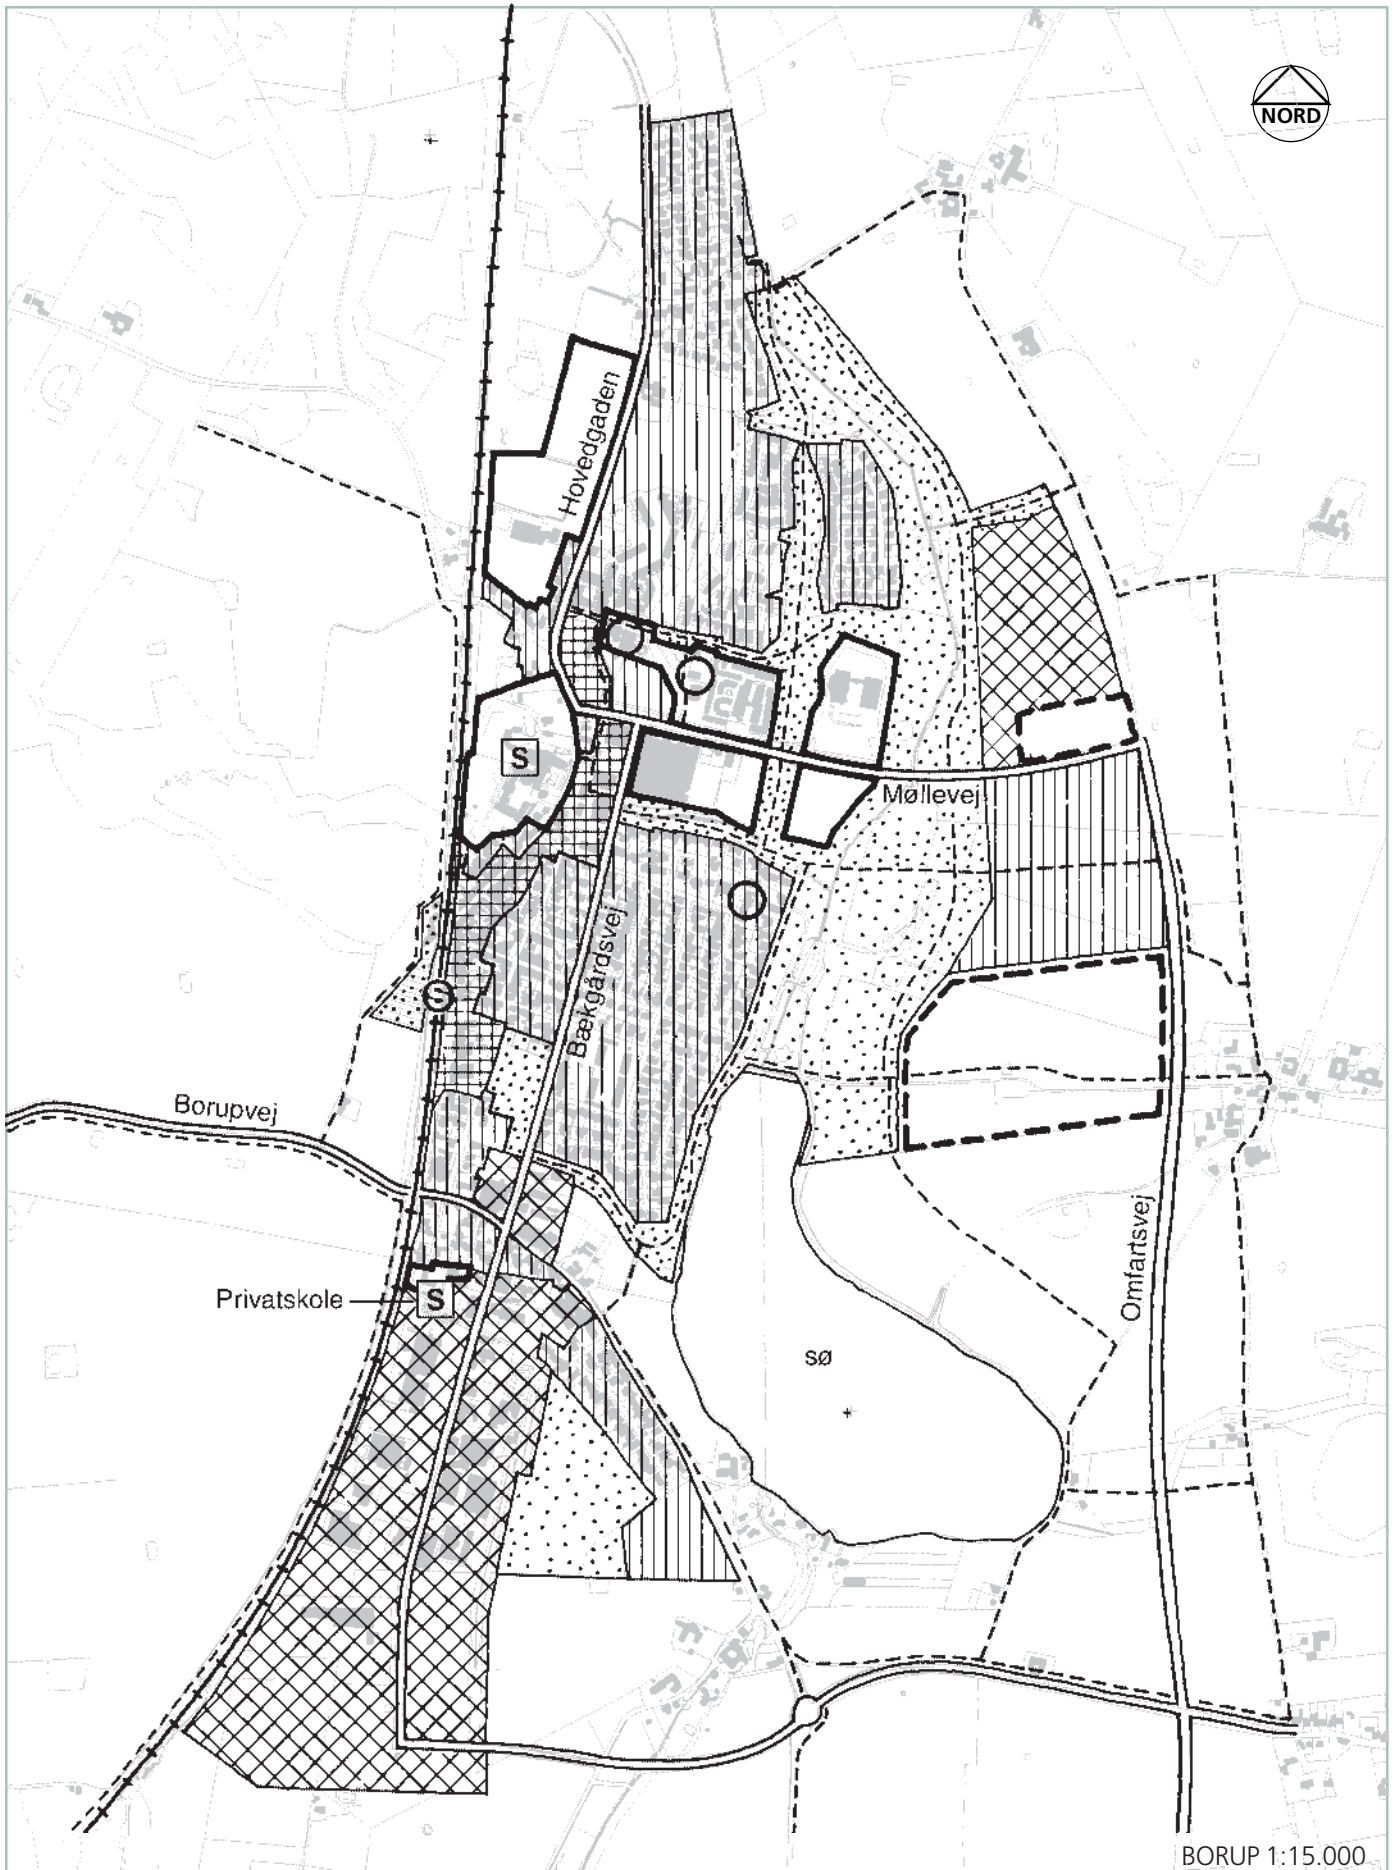 NORD
Hovedgaden
S
Møllevej
Bækgårdsvej
S
Borupvej
Omfartsvej
Privatskole
S
sø
BORUP 1:15.000